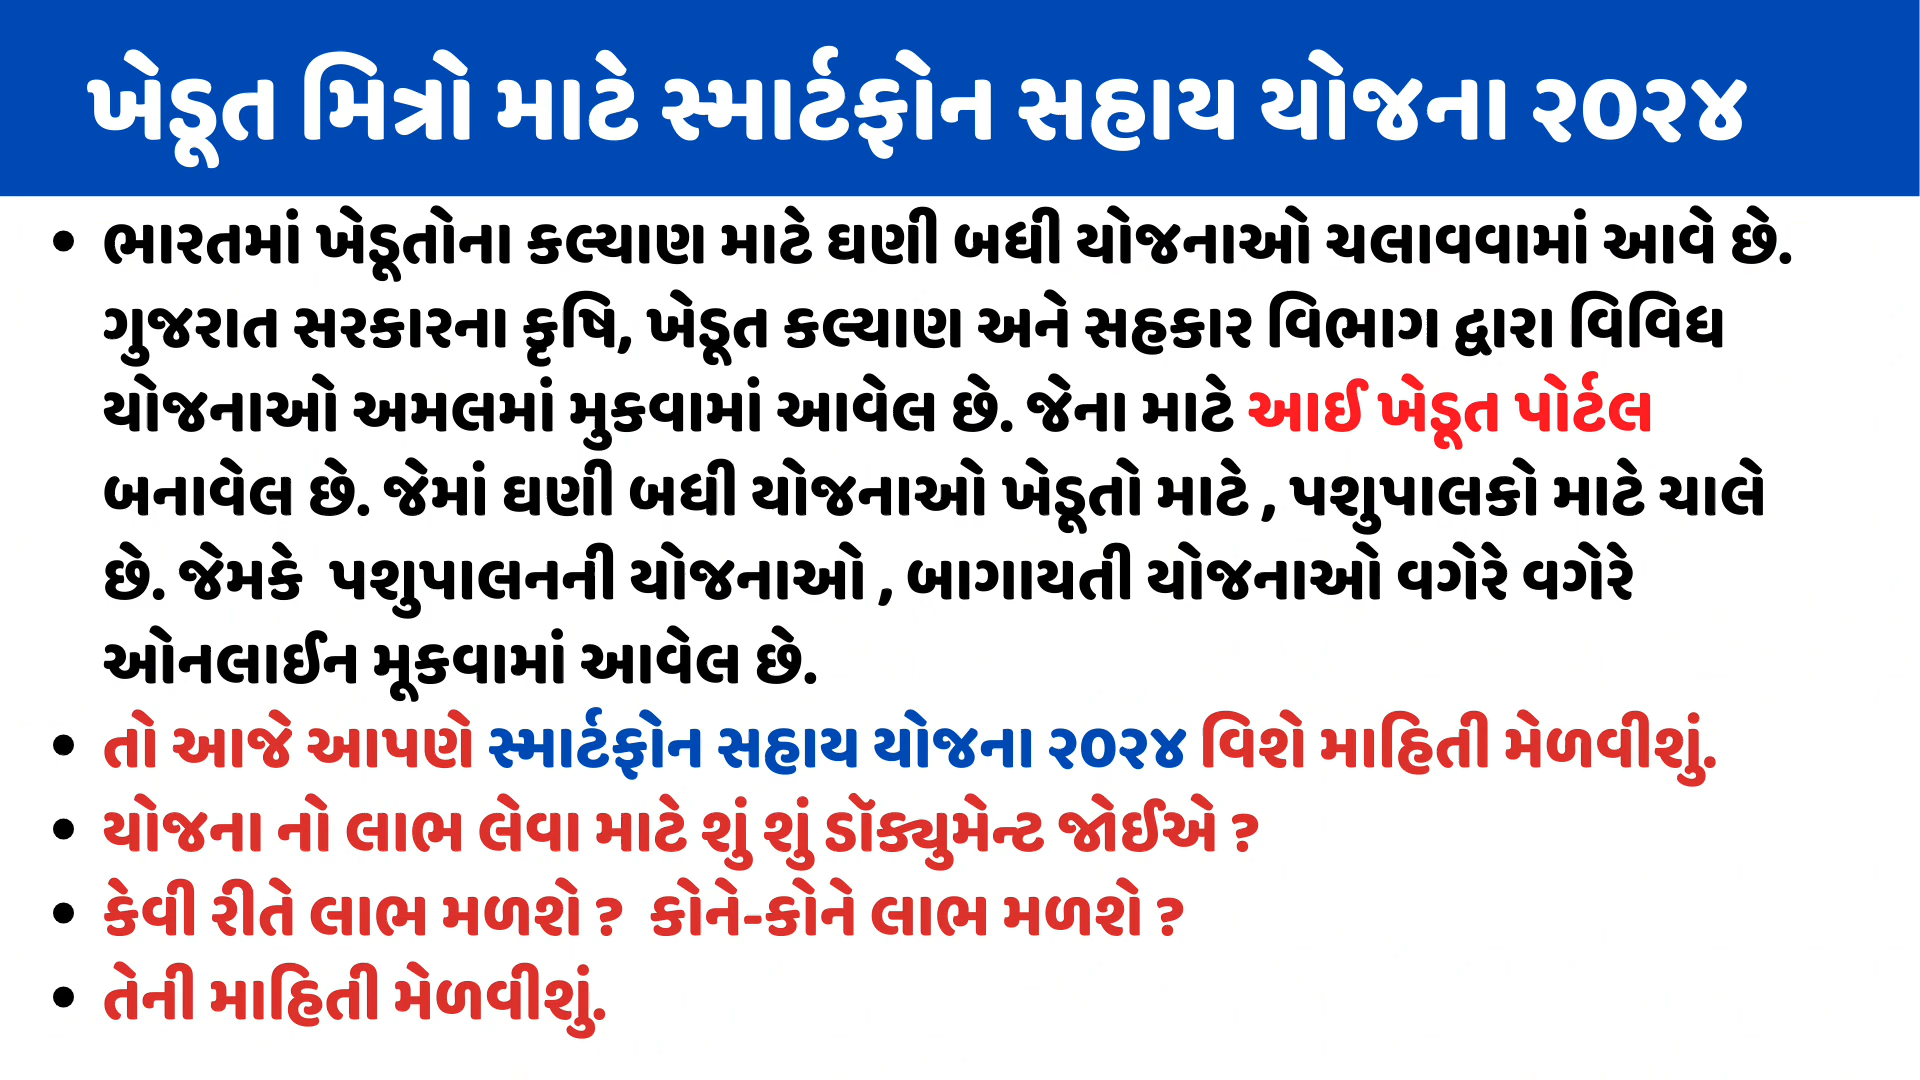 ખેડૂત મિત્રો માટે સ્માર્ટફોન સહાય યોજના ૨૦૨૪
• ભારતમાં ખેડૂતોના કલ્યાણ માટે ઘણી બધી યોજનાઓ ચલાવવામાં આવે છે.
ગુજરાત સરકારના કૃષિ, ખેડૂત કલ્યાણ અને સહકાર વિભાગ દ્વારા વિવિધ
યોજનાઓ અમલમાં મુકવામાં આવેલ છે. જેના માટે આઈ ખેડૂત પોર્ટલ
બનાવેલ છે. જેમાં ઘણી બધી યોજનાઓ ખેડૂતો માટે , પશુપાલકો માટે ચાલે
છે. જેમકે પશુપાલનની યોજનાઓ , બાગાયતી યોજનાઓ વગેરે વગેરે
ઓનલાઈન મૂકવામાં આવેલ છે.
• તો આજે આપણે સ્માર્ટફોન સહાય યોજના ૨૦૨૪ વિશે માહિતી મેળવીશું.
• યોજના નો લાભ લેવા માટે શું શું ડૉક્યુમેન્ટ જોઈએ ?
• કેવી રીતે લાભ મળશે ? કોને-કોને લાભ મળશે ?
• તેની માહિતી મેળવીશું.